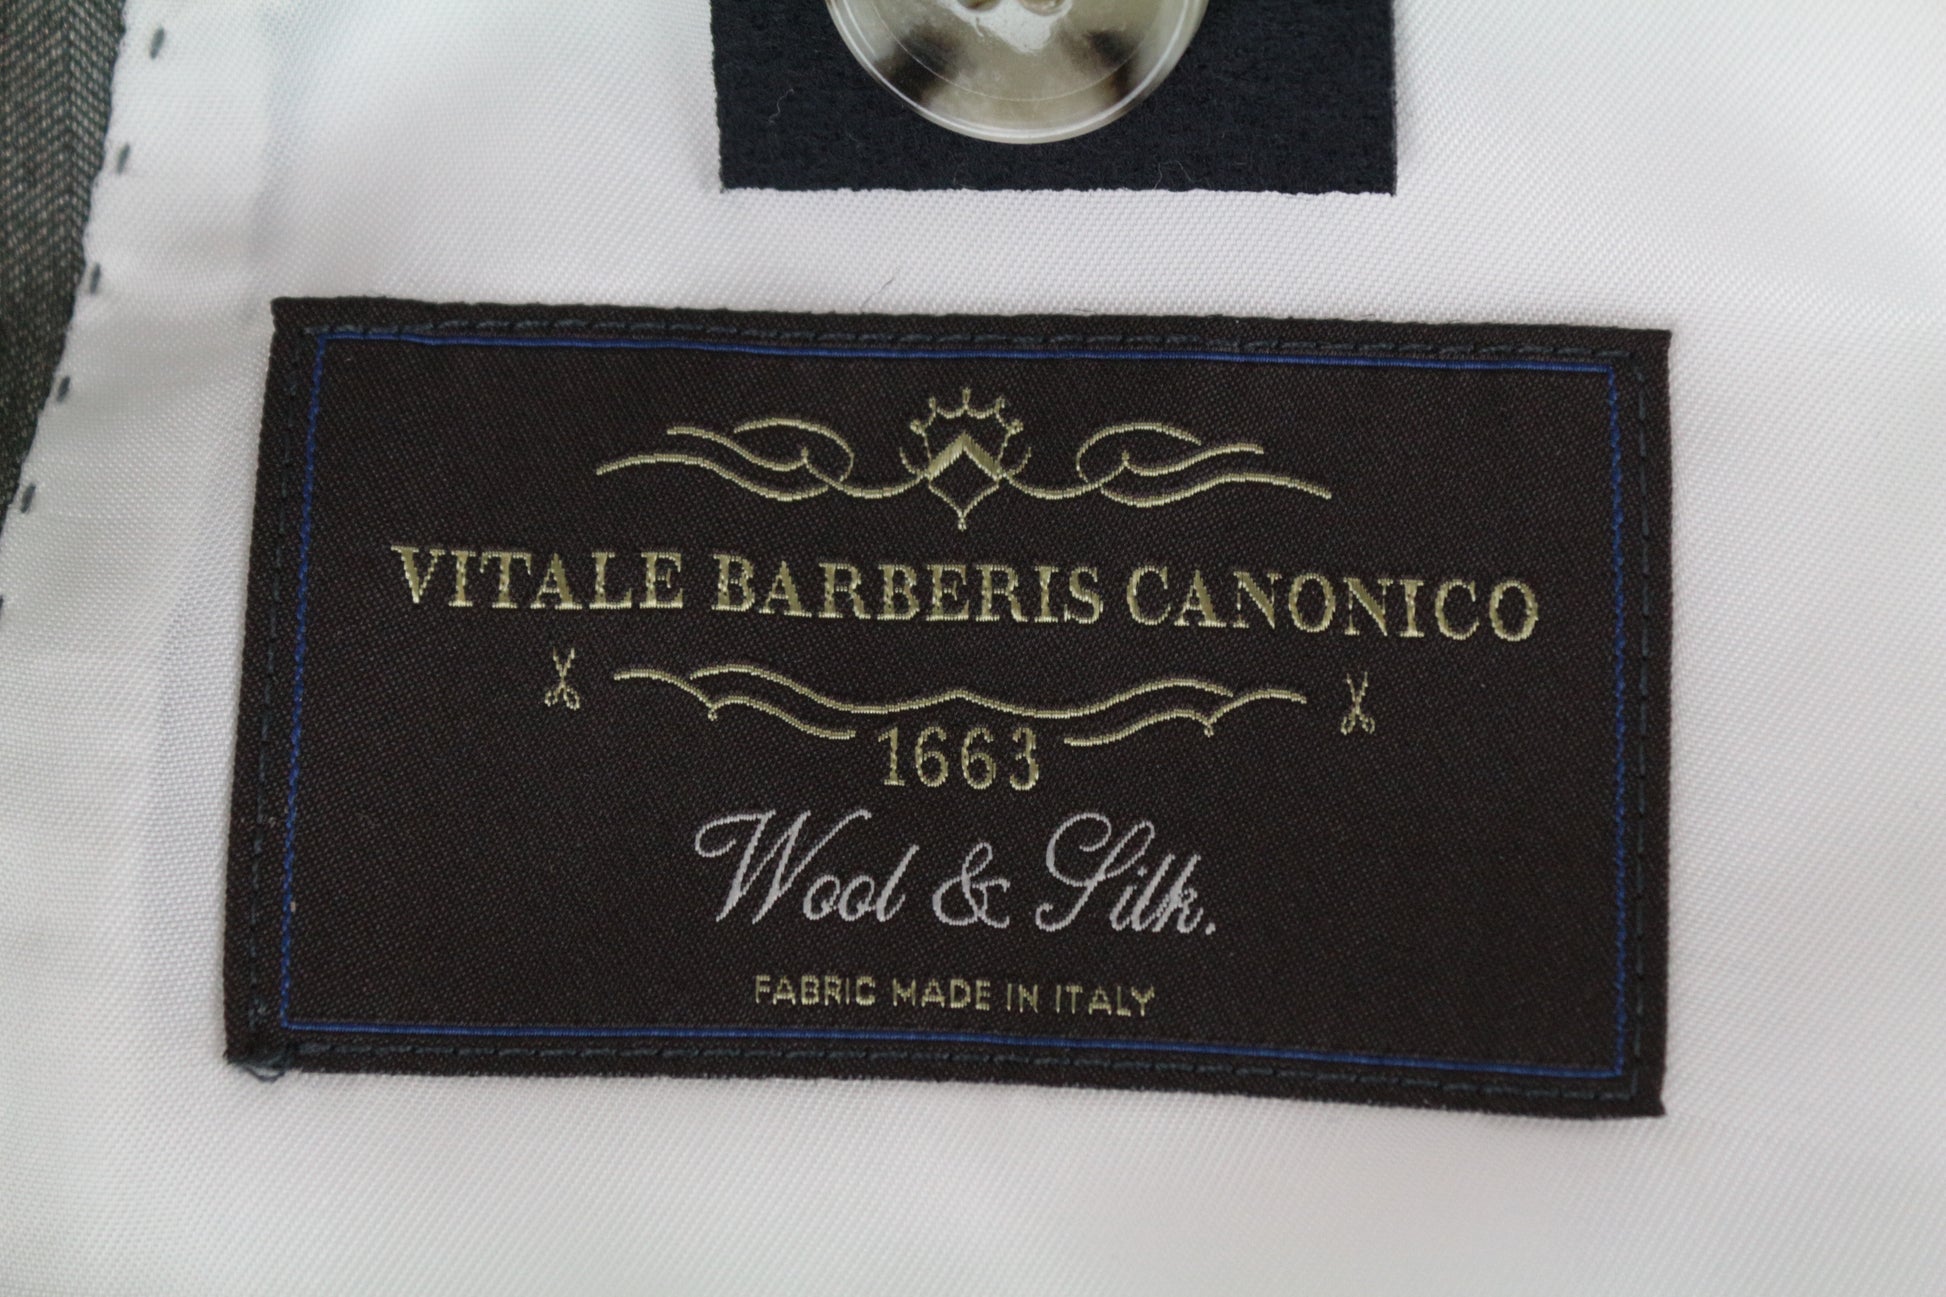 VITALE BARBERIS CANONICO
1663
Wool & Silk.
FABRIC MADE IN ITALY